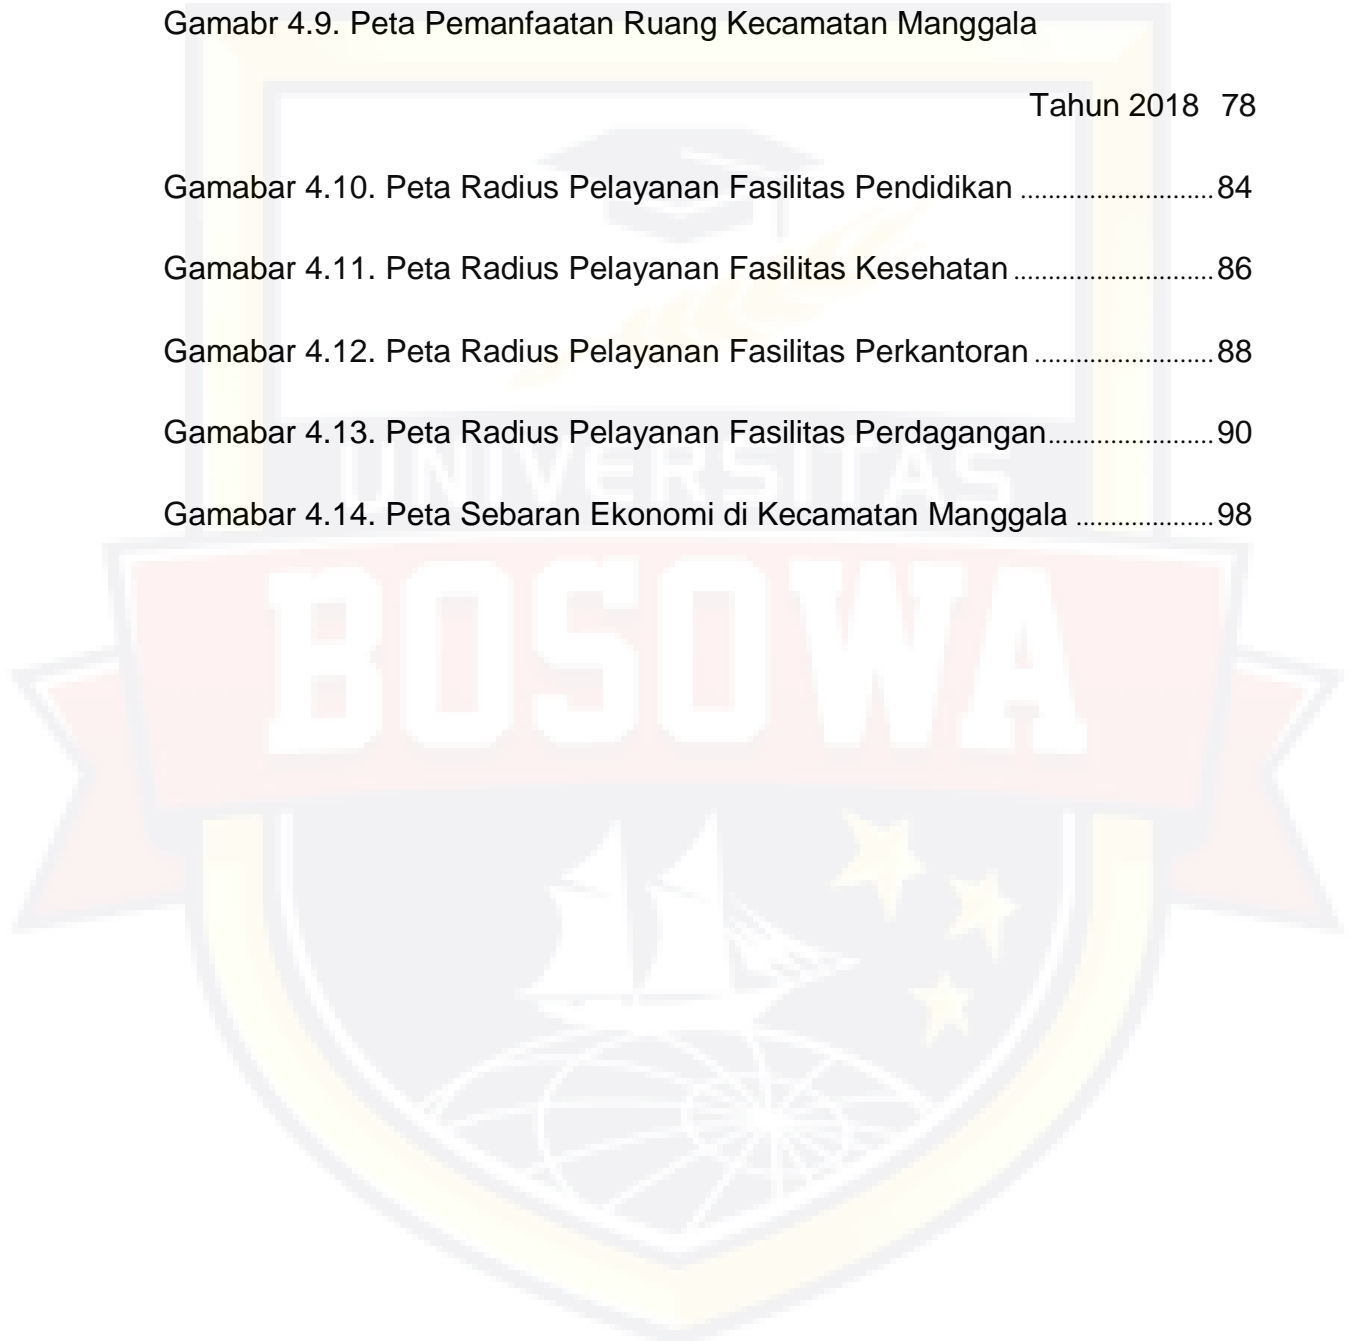 Gamabr 4.9. Peta Pemanfaatan Ruang Kecamatan Manggala
Tahun 2018 78
Gamabar 4.10. Peta Radius Pelayanan Fasilitas Pendidikan ............................ 84
Gamabar 4.11. Peta Radius Pelayanan Fasilitas Kesehatan ............................. 86
Gamabar 4.12. Peta Radius Pelayanan Fasilitas Perkantoran .......................... 88
Gamabar 4.13. Peta Radius Pelayanan Fasilitas Perdagangan........................ 90
Gamabar 4.14. Peta Sebaran Ekonomi di Kecamatan Manggala .................... 98
UNIVERSITAS
BOSOWA